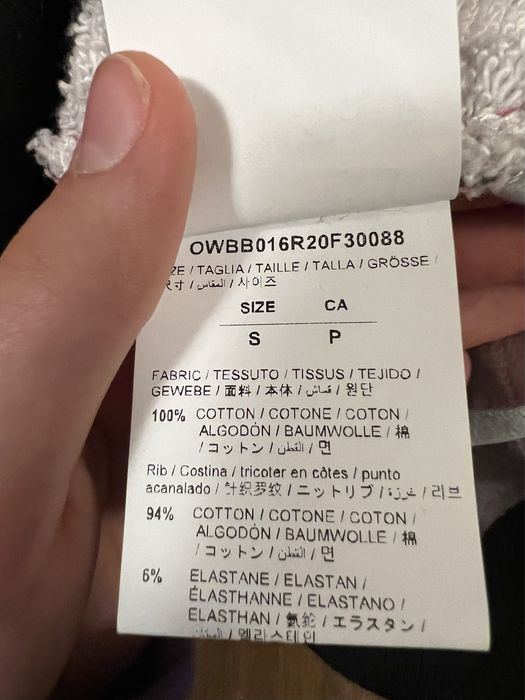 OWBB016R20F30088
/ TAGLIA / TAILLE / TALLA / GRÖSSE /
寸 / المقاس / 사이즈
SIZE CA
S P
FABRIC / TESSUTO / TISSUS / TEJIDO /
GEWEBE / 面料 / 本体 / قماش / 원단
100% COTTON / COTONE / COTON /
ALGODÓN / BAUMWOLLE / 棉
/ コットン / القطن / 면
Rib / Costina / tricoter en côtes / punto
acanalado / 针织罗纹 / ニットリブ / غرزة / 리브
94% COTTON / COTONE / COTON /
ALGODÓN / BAUMWOLLE / 棉
/ コットン / القطن / 면
6% ELASTANE / ELASTAN /
ÉLASTHANNE / ELASTANO /
ELASTHAN / 氨纶 / エラスタン /
/ 엘라스테인